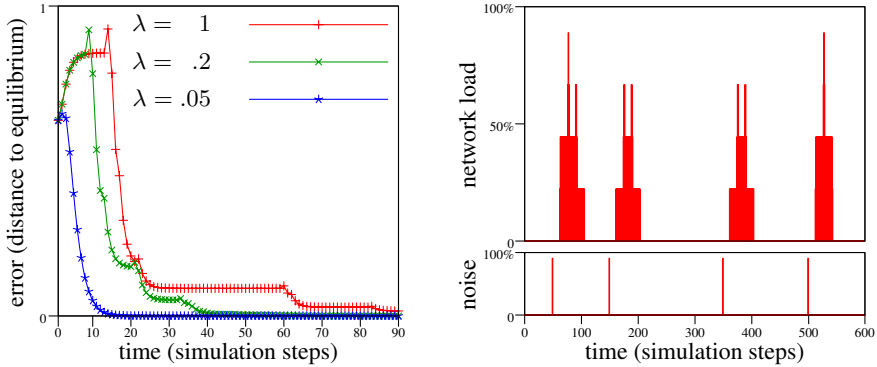 1
λ = 1
λ = .2
λ = .05
error (distance to equilibrium)
0
0 10 20 30 40 50 60 70 80 90
time (simulation steps)
100%
network load
50%
0
100%
noise
0
0 100 200 300 400 500 600
time (simulation steps)